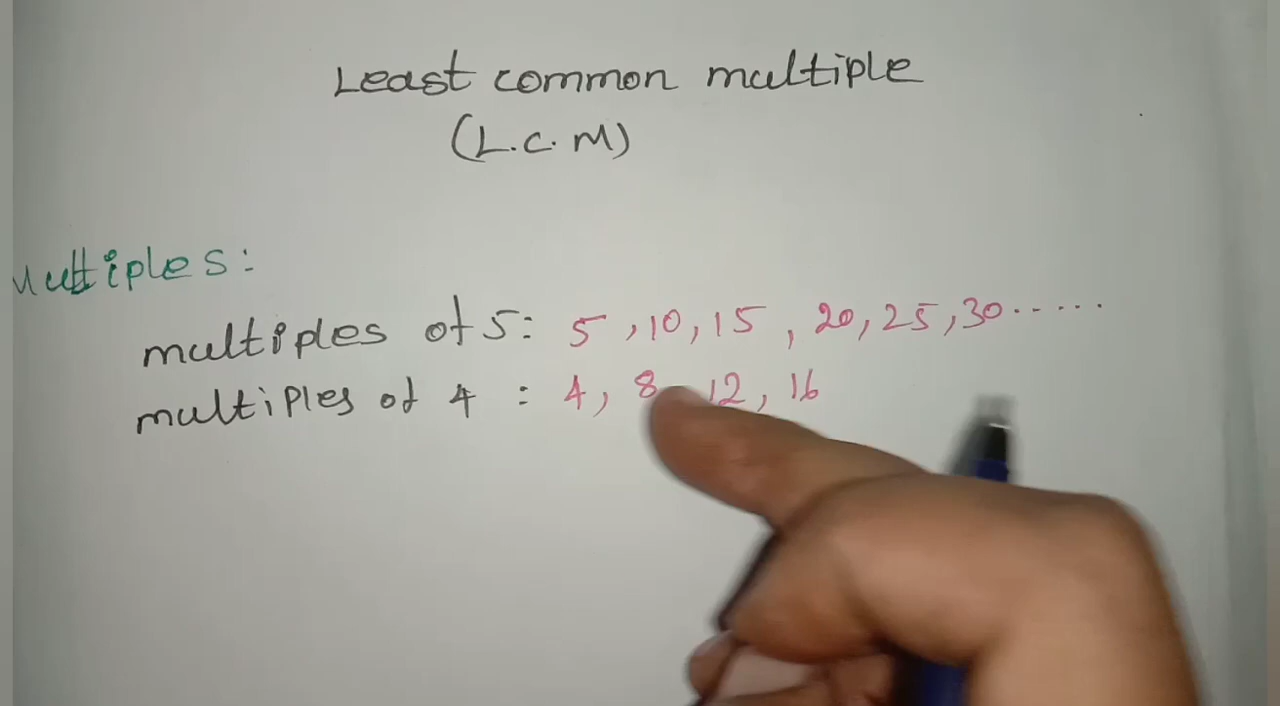 Least common multiple
(L.C.M)
Multiples:
multiples of 5: 5, 10, 15, 20, 25, 30.....
multiples of 4 : 4, 8 12, 16